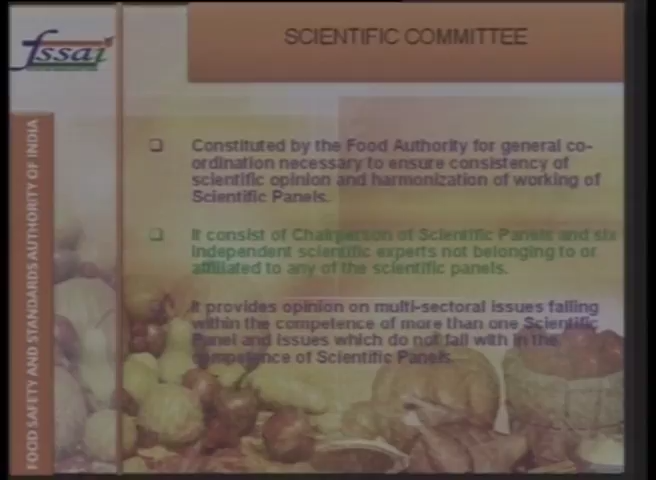 fssai
SCIENTIFIC COMMITTEE
FOOD SAFETY AND STANDARDS AUTHORITY OF INDIA
Constituted by the Food Authority for general co-
ordination necessary to ensure consistency of
scientific opinion and harmonization of working of
Scientific Panels.
It consist of Chairperson of Scientific Panels and six
independent scientific experts not belonging to or
affiliated to any of the scientific panels.
It provides opinion on multi-sectoral issues falling
within the competence of more than one Scientific
Panel and issues which do not fall with in the
competence of Scientific Panels.